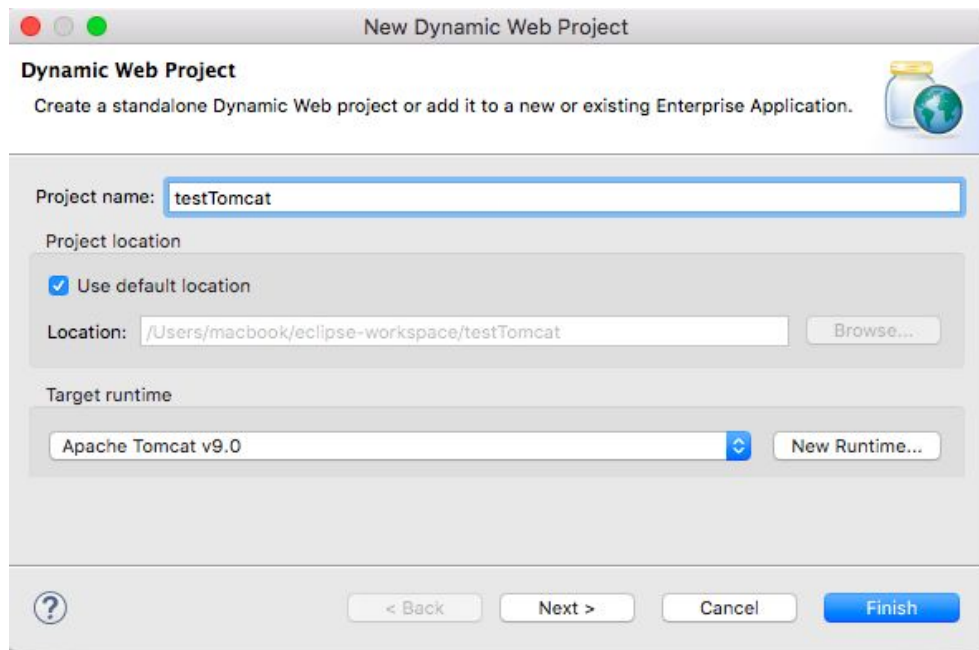 New Dynamic Web Project
Dynamic Web Project
Create a standalone Dynamic Web project or add it to a new or existing Enterprise Application.
Project name: testTomcat
Project location
Use default location
Location: /Users/macbook/eclipse-workspace/testTomcat Browse...
Target runtime
Apache Tomcat v9.0 New Runtime...
? < Back Next > Cancel Finish